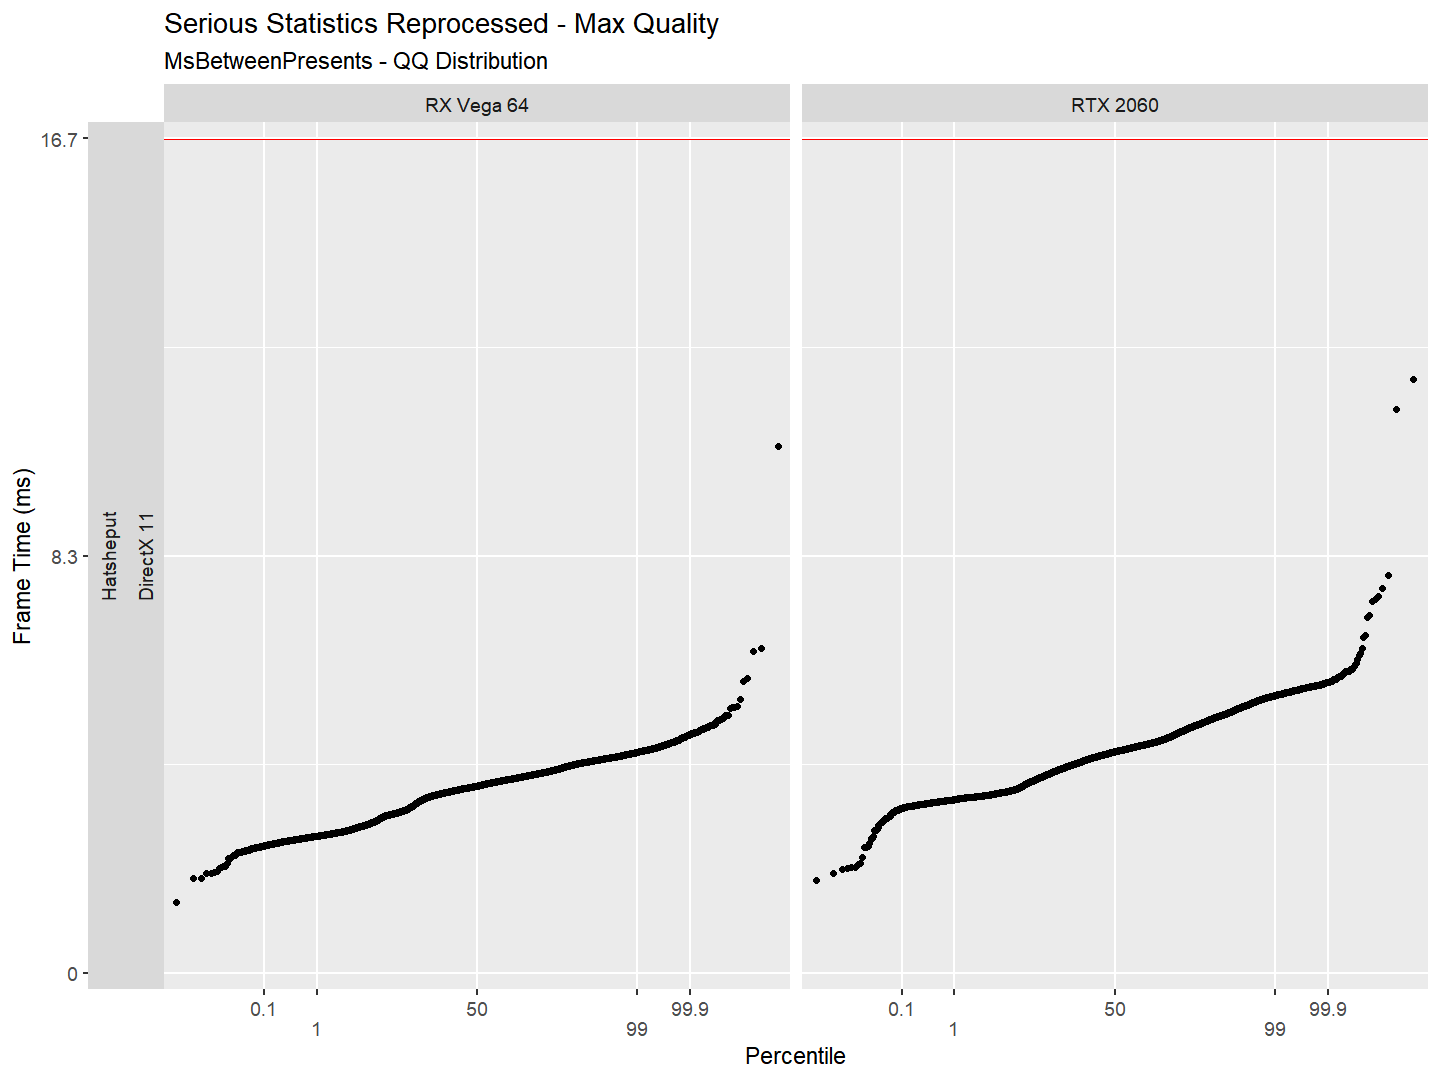 Serious Statistics Reprocessed - Max Quality
MsBetweenPresents - QQ Distribution
RX Vega 64
RTX 2060
16.7
8.3
0
Frame Time (ms)
Hatsheput
DirectX 11
0.1
1
50
99
99.9
0.1
1
50
99
99.9
Percentile